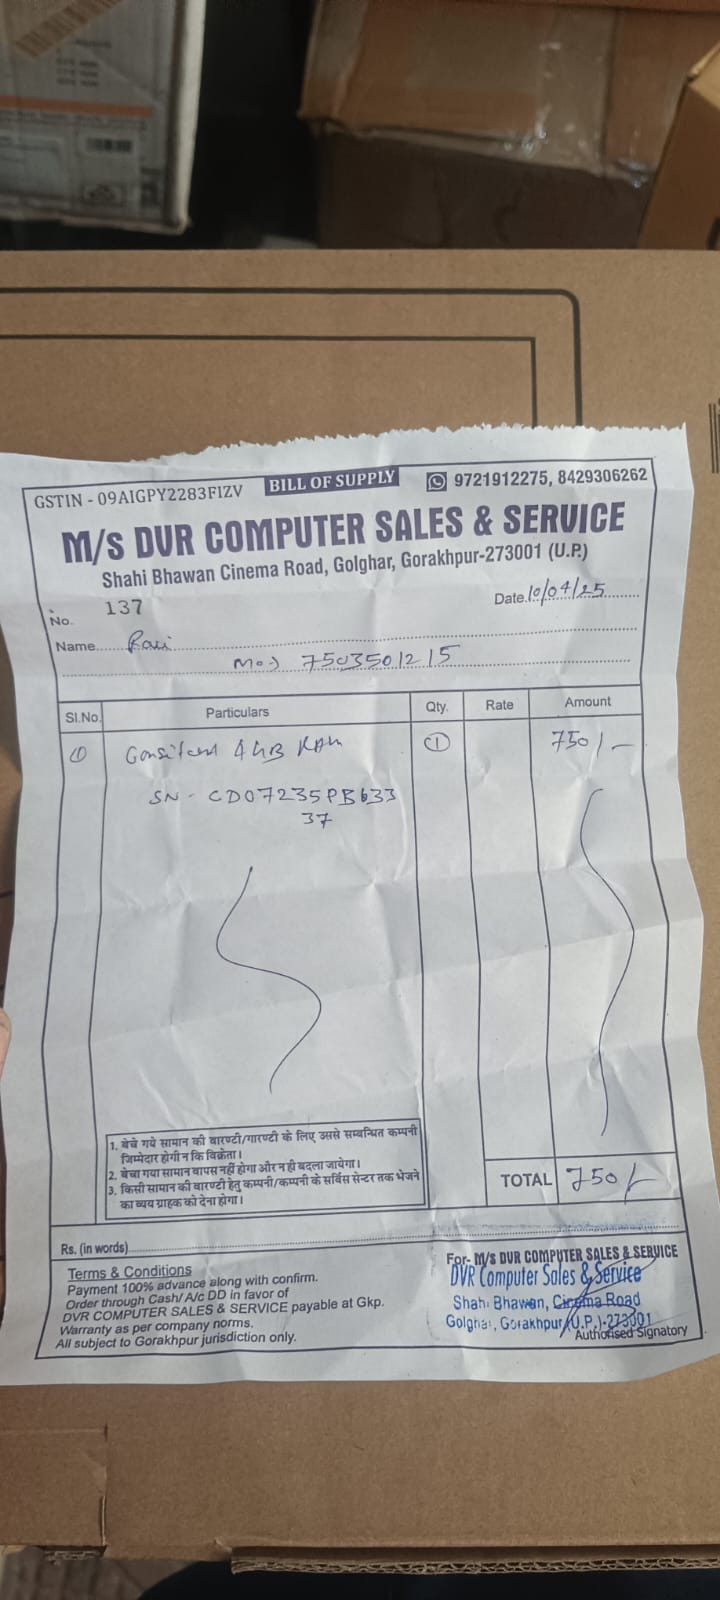 GSTIN - 09AIGPY2283FIZV BILL OF SUPPLY 9721912275, 8429306262
M/S DVR COMPUTER SALES & SERVICE
Shahi Bhawan Cinema Road, Golghar, Gorakhpur-273001 (U.P.)
No. 137 Date.10/04/25
Name Ravi
Mo.) 7503501215
Sl.No. Particulars Qty. Rate Amount
① 4GB RAM ① 750/-
SN - CD07235PB633
37
1. बेचे गये सामान की वारण्टी/गारण्टी के लिए उससे सम्बन्धित कम्पनी
जिम्मेदार होगी न कि विक्रेता।
2. बेचा गया सामान वापस नहीं होगा और न ही बदला जायेगा।
3. किसी सामान की वारण्टी हेतु कम्पनी/कम्पनी के सर्विस सेन्टर तक भेजने
का व्यय ग्राहक को देना होगा।
TOTAL 750/-
Rs. (in words)
Terms & Conditions
Payment 100% advance along with confirm.
Order through Cash/ A/c DD in favor of
DVR COMPUTER SALES & SERVICE payable at Gkp.
Warranty as per company norms.
All subject to Gorakhpur jurisdiction only.
For- M/S DVR COMPUTER SALES & SERVICE
DVR Computer Sales & Service
Shahi Bhawan, Cinema Road
Golghar, Gorakhpur (U.P.)-273001
Authorised Signatory